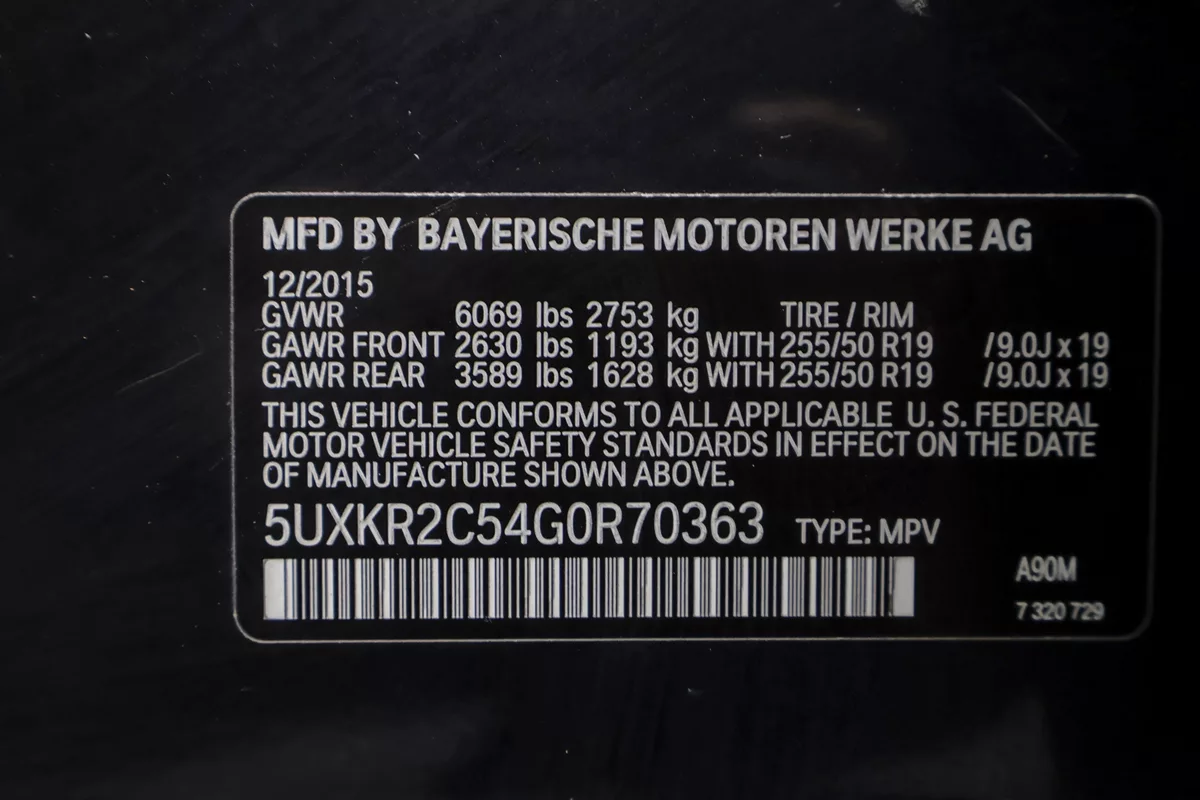 MFD BY BAYERISCHE MOTOREN WERKE AG
12/2015
GVWR 6069 lbs 2753 kg TIRE / RIM
GAWR FRONT 2630 lbs 1193 kg WITH 255/50 R19 /9.0J x 19
GAWR REAR 3589 lbs 1628 kg WITH 255/50 R19 /9.0J x 19
THIS VEHICLE CONFORMS TO ALL APPLICABLE U. S. FEDERAL
MOTOR VEHICLE SAFETY STANDARDS IN EFFECT ON THE DATE
OF MANUFACTURE SHOWN ABOVE.
5UXKR2C54G0R70363 TYPE: MPV
A90M
7 320 729